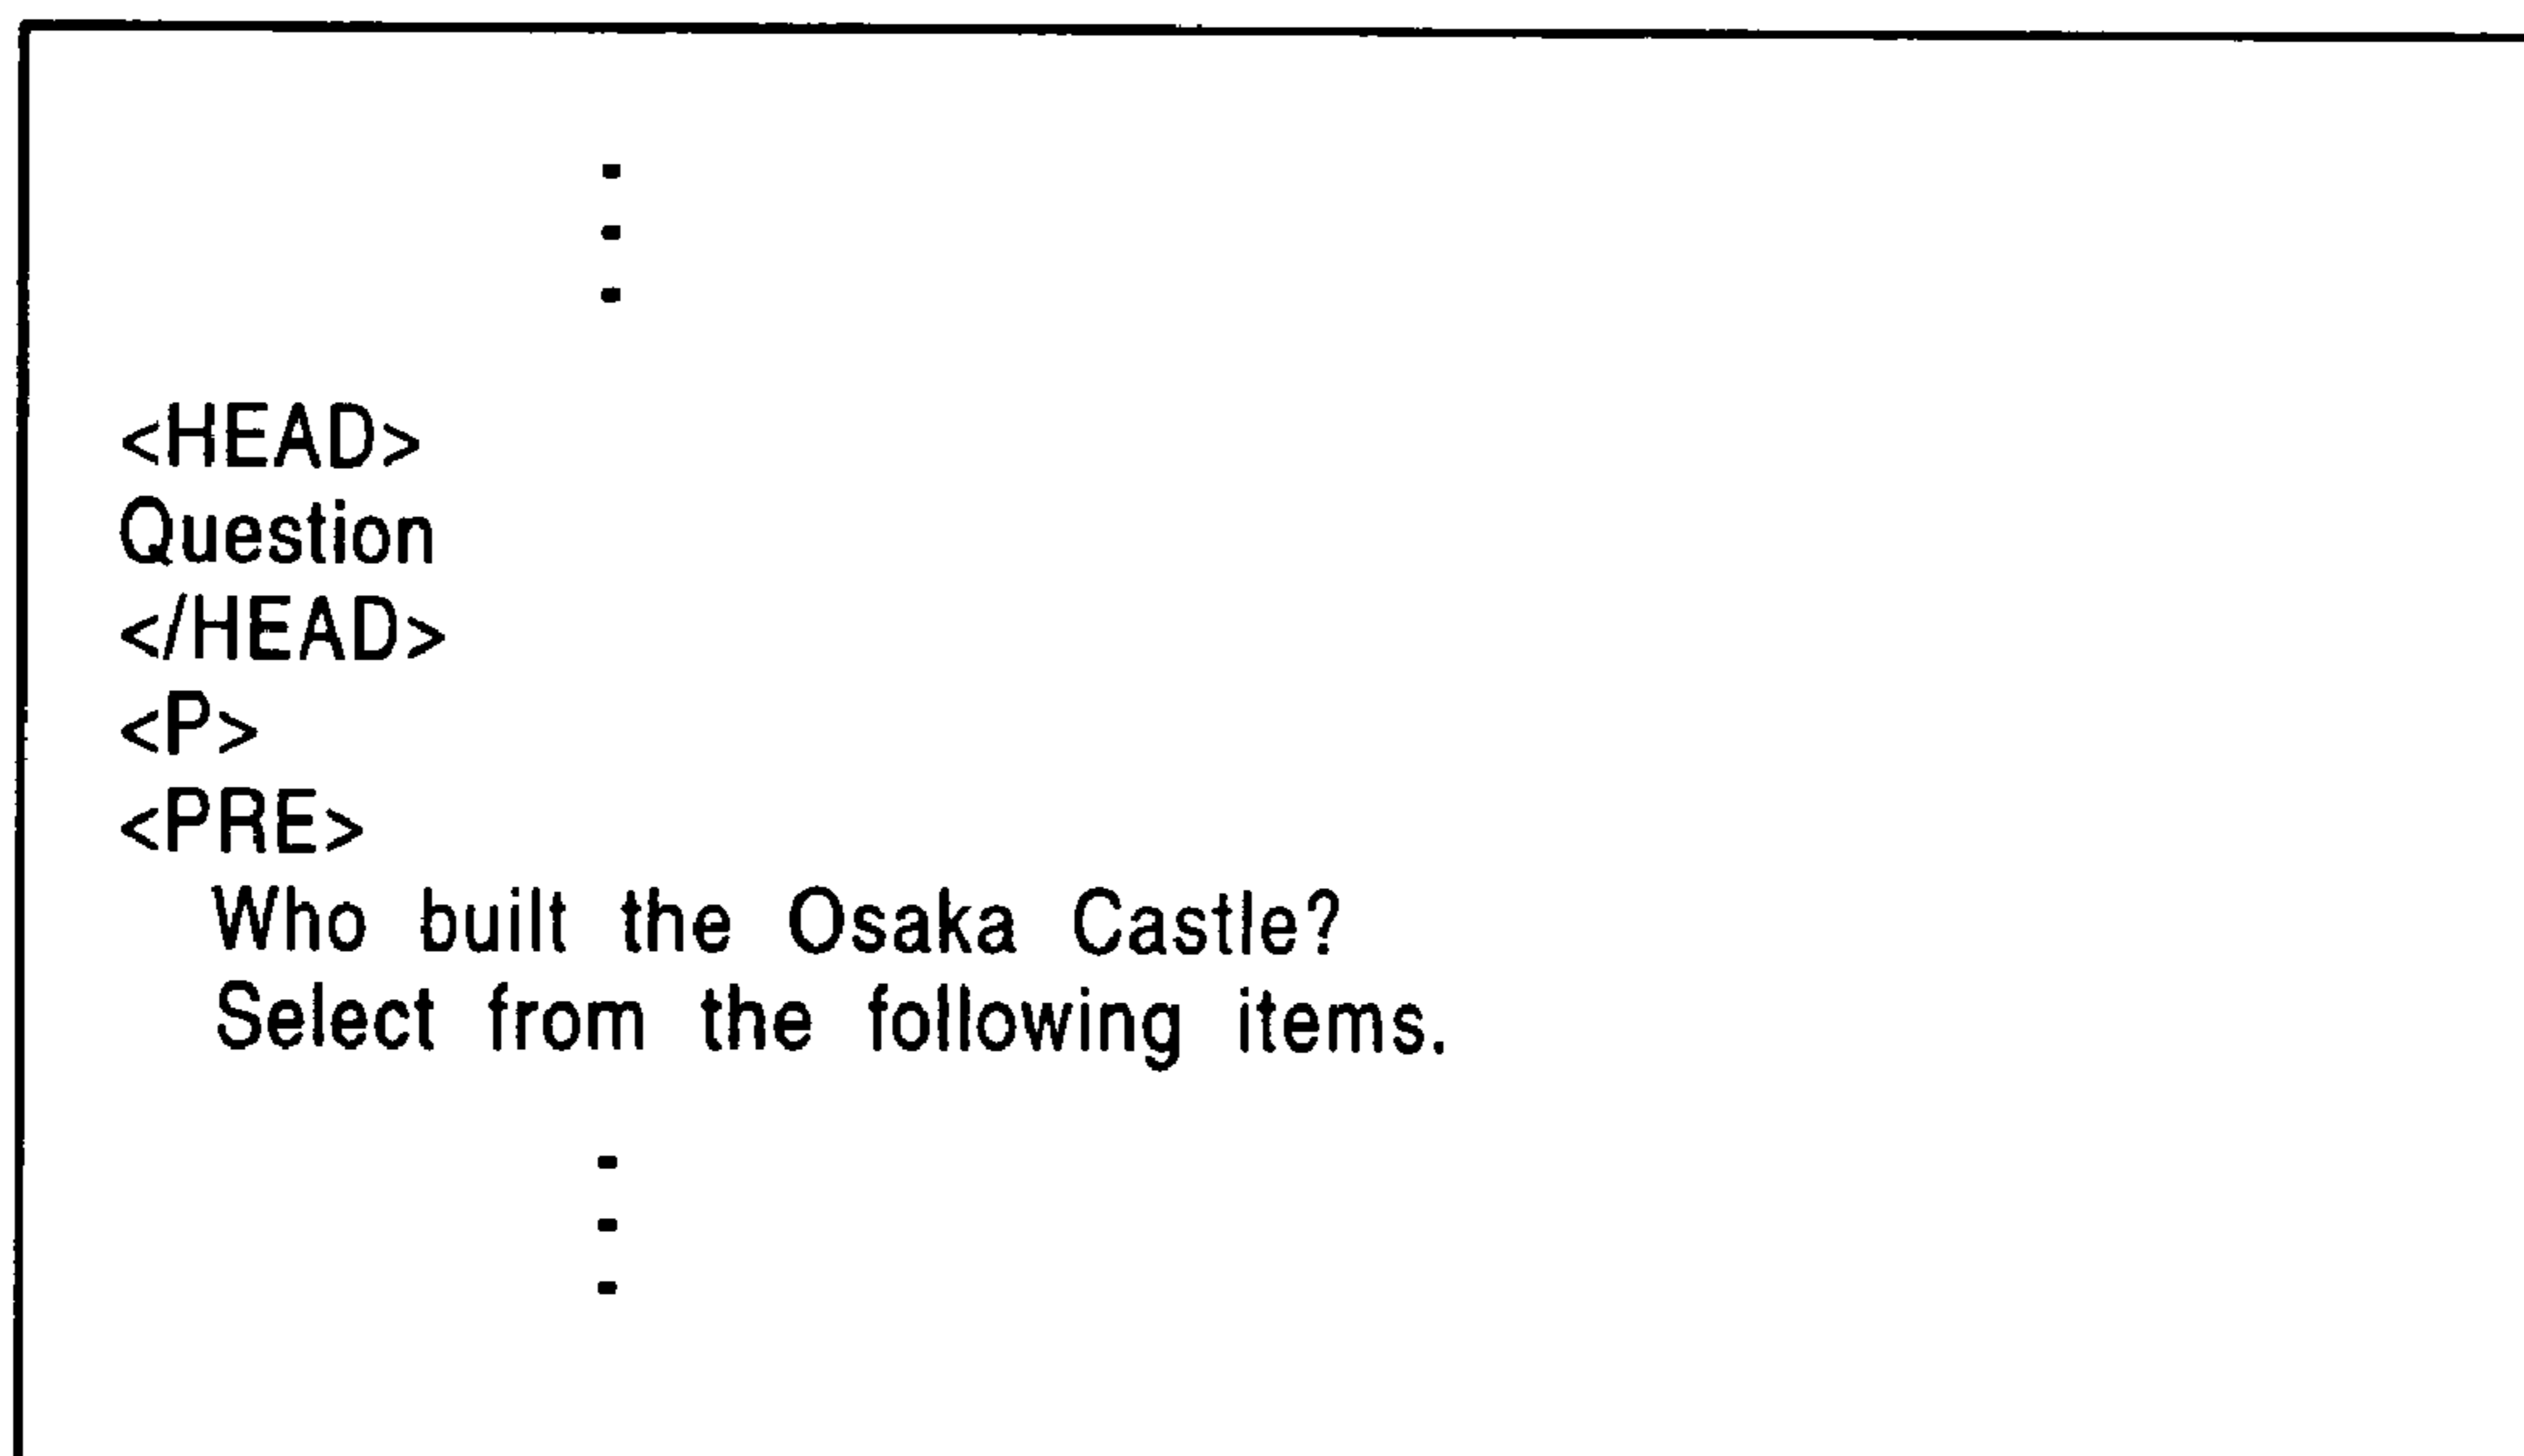 <HEAD>
Question
</HEAD>
<P>
<PRE>
Who built the Osaka Castle?
Select from the following items.